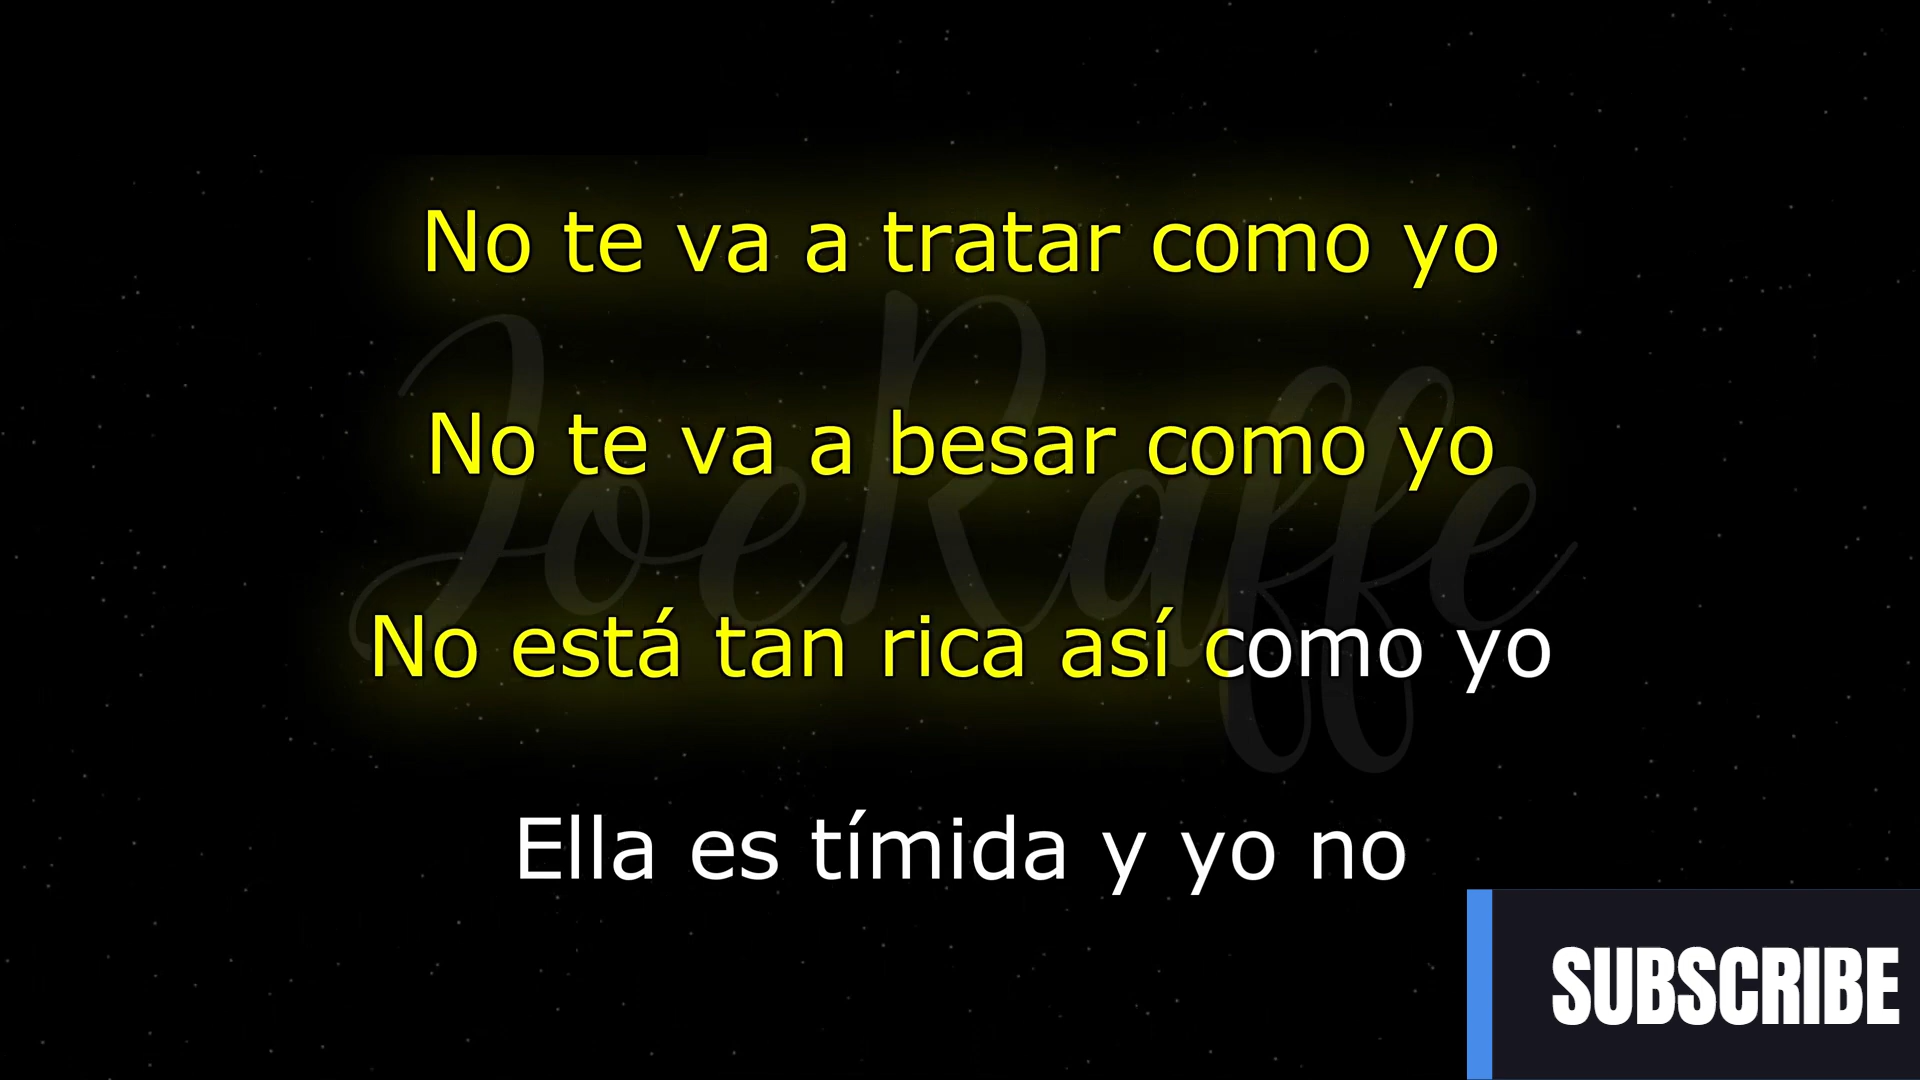 No te va a tratar como yo
No te va a besar como yo
JoeRaffe
No está tan rica así como yo
Ella es tímida y yo no
SUBSCRIBE